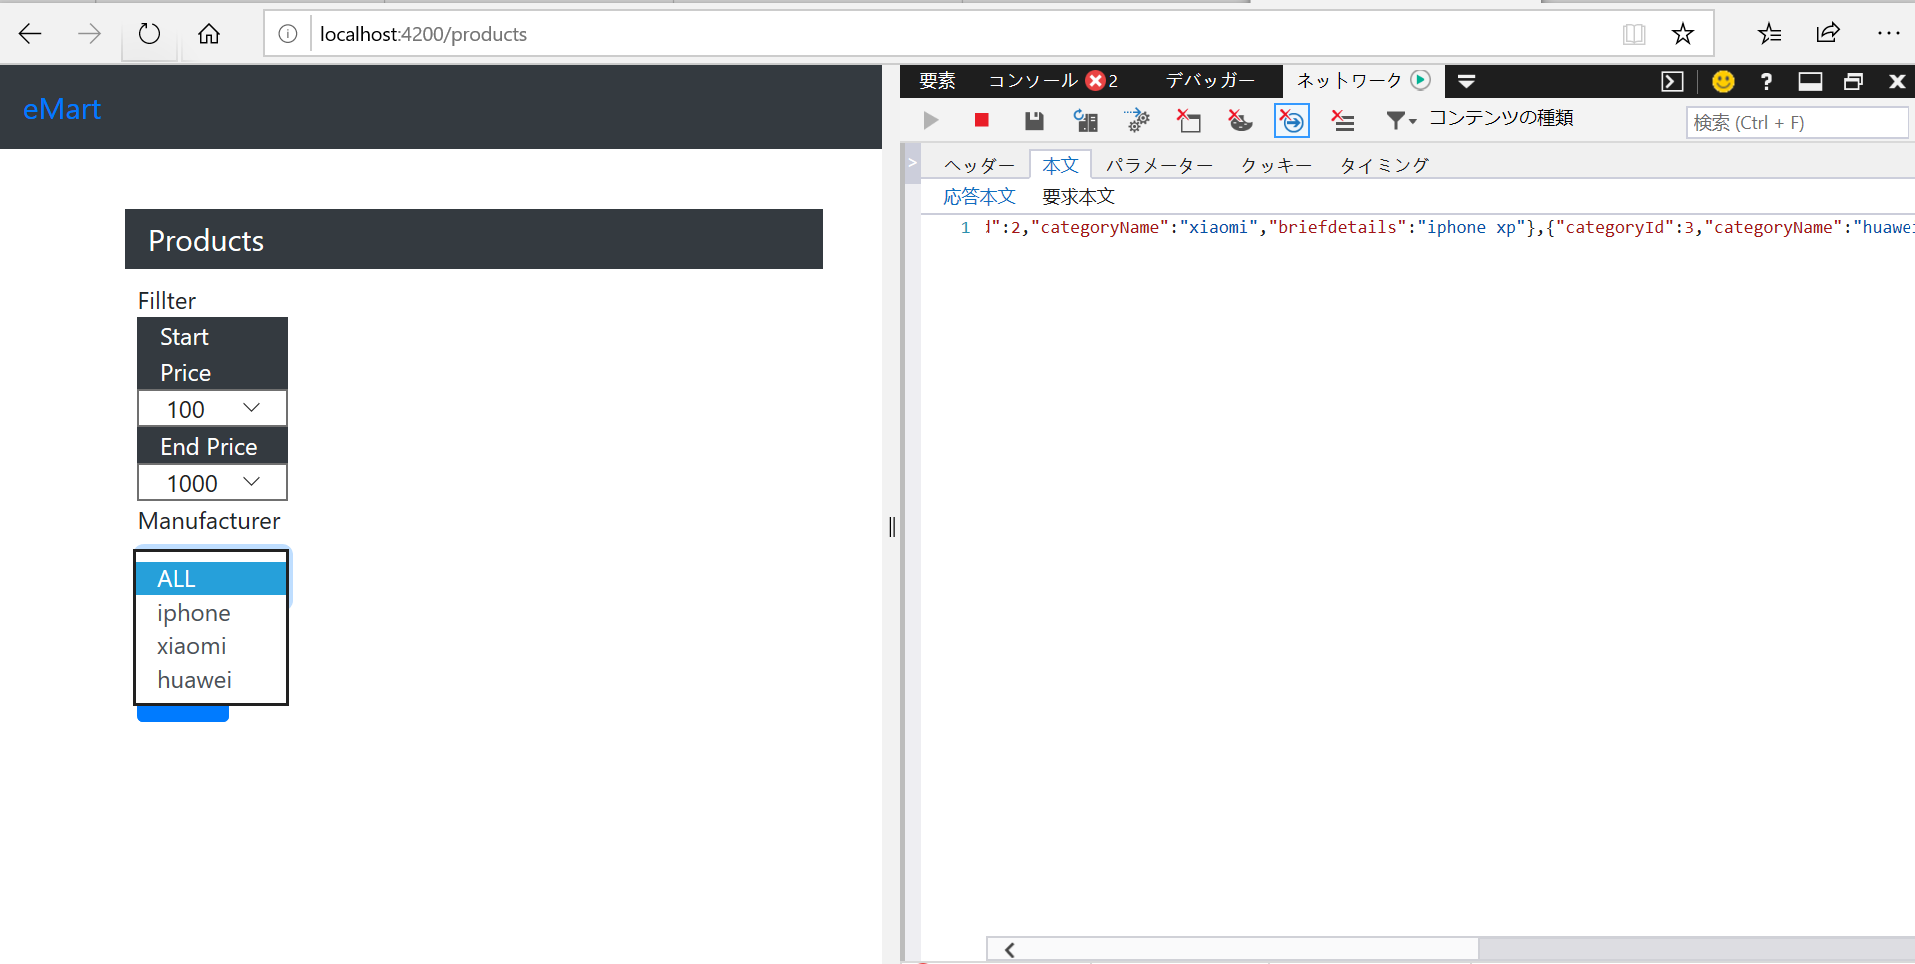 localhost:4200/products
eMart
Products
Fillter
Start
Price
100
End Price
1000
Manufacturer
ALL
iphone
xiaomi
huawei
要素 コンソール 2 デバッガー ネットワーク
コンテンツの種類 検索 (Ctrl + F)
ヘッダー 本文 パラメーター クッキー タイミング
応答本文 要求本文
1 d":2,"categoryName":"xiaomi","briefdetails":"iphone xp"},{"categoryId":3,"categoryName":"huawei